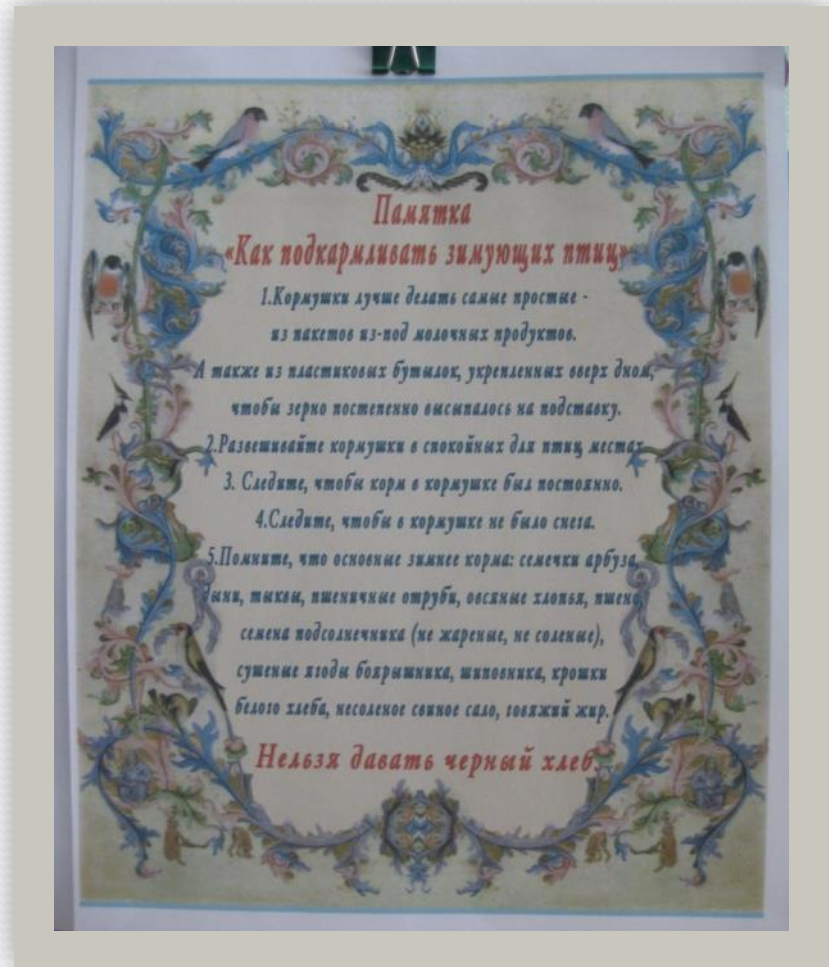 Памятка
«Как подкармливать зимующих птиц»
1.Кормушки лучше делать самые простые -
из пакетов из-под молочных продуктов.
А также из пластиковых бутылок, укрепленных вверх дном,
чтобы зерно постепенно высыпалось на подставку.
2.Развешивайте кормушки в спокойных для птиц местах.
3. Следите, чтобы корм в кормушке был постоянно.
4.Следите, чтобы в кормушке не было снега.
5.Помните, что основные зимнее корма: семечки арбуза,
дыни, тыквы, пшеничные отруби, овсяные хлопья, пшено,
семена подсолнечника (не жареные, не соленые),
сушеные ягоды боярышника, шиповника, крошки
белого хлеба, несоленое свиное сало, говяжий жир.
Нельзя давать черный хлеб.